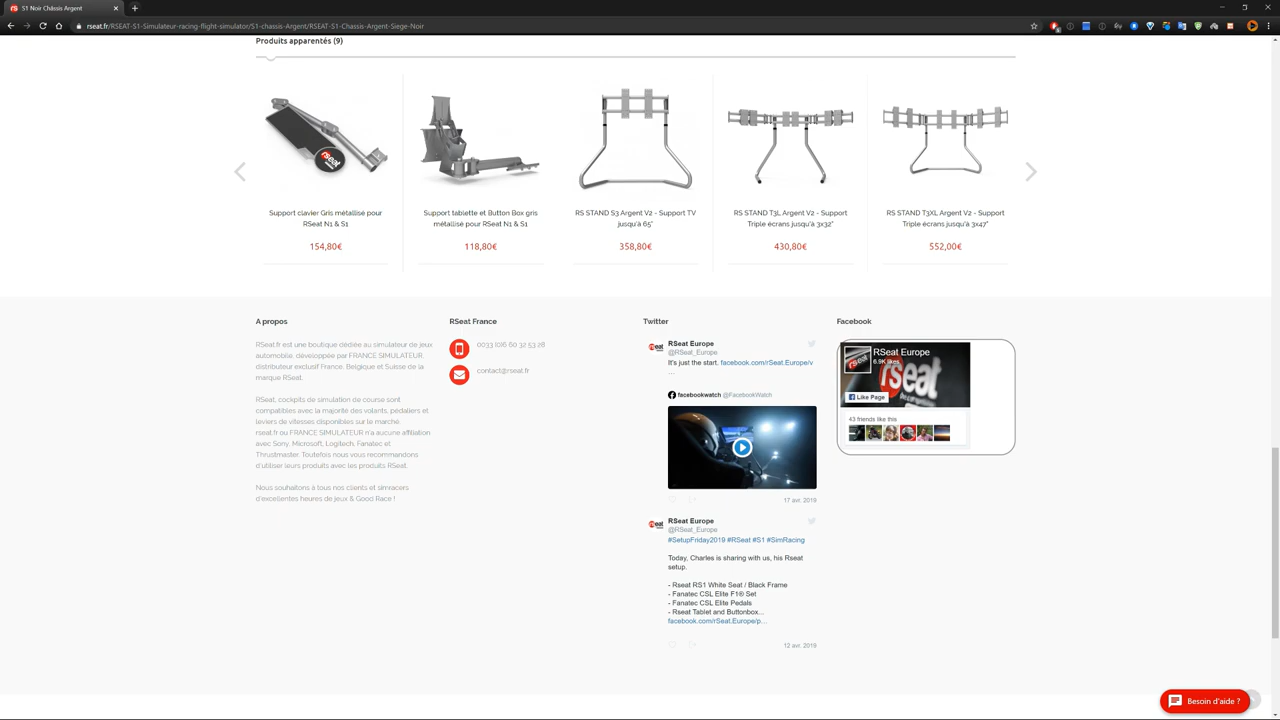 S1 Noir Châssis Argent
rseat.fr/RSEAT-S1-Simulateur-racing-flight-simulator/S1-chassis-Argent/RSEAT-S1-Chassis-Argent-Siege-Noir
Produits apparentés (9)
Support clavier Gris métallisé pour
RSeat N1 & S1
154,80€
Support tablette et Button Box gris
métallisé pour RSeat N1 & S1
118,80€
RS STAND S3 Argent V2 - Support TV
jusqu'à 65"
358,80€
RS STAND T3L Argent V2 - Support
Triple écrans jusqu'à 3x32"
430,80€
RS STAND T3XL Argent V2 - Support
Triple écrans jusqu'à 3x47"
552,00€
A propos
RSeat.fr est une boutique dédiée au simulateur de jeux
automobile, développée par FRANCE SIMULATEUR,
distributeur exclusif France, Belgique et Suisse de la
marque RSeat.
RSeat, cockpits de simulation de course sont
compatibles avec la majorité des volants, pédaliers et
leviers de vitesses disponibles sur le marché
rseat.fr ou FRANCE SIMULATEUR n'a aucune affiliation
avec Sony, Microsoft, Logitech, Fanatec et
Thrustmaster. Toutefois nous vous recommandons
d'utiliser leurs produits avec les produits RSeat.
Nous souhaitons à tous nos clients et simracers
d'excellentes heures de jeux & Good Race !
RSeat France
0033 (0)6 60 32 53 28
contact@rseat.fr
Twitter
RSeat Europe
@RSeat_Europe
It's just the start. facebook.com/rSeat.Europe/v
…
facebookwatch @FacebookWatch
17 avr. 2019
RSeat Europe
@RSeat_Europe
#SetupFriday2019 #RSeat #S1 #SimRacing
Today, Charles is sharing with us, his Rseat
setup.
- Rseat RS1 White Seat / Black Frame
- Fanatec CSL Elite F1® Set
- Fanatec CSL Elite Pedals
- Rseat Tablet and Buttonbox...
facebook.com/rSeat.Europe/p…
12 avr. 2019
Facebook
RSeat Europe
6.9K likes
rseat
Like Page
43 friends like this
Besoin d'aide ?